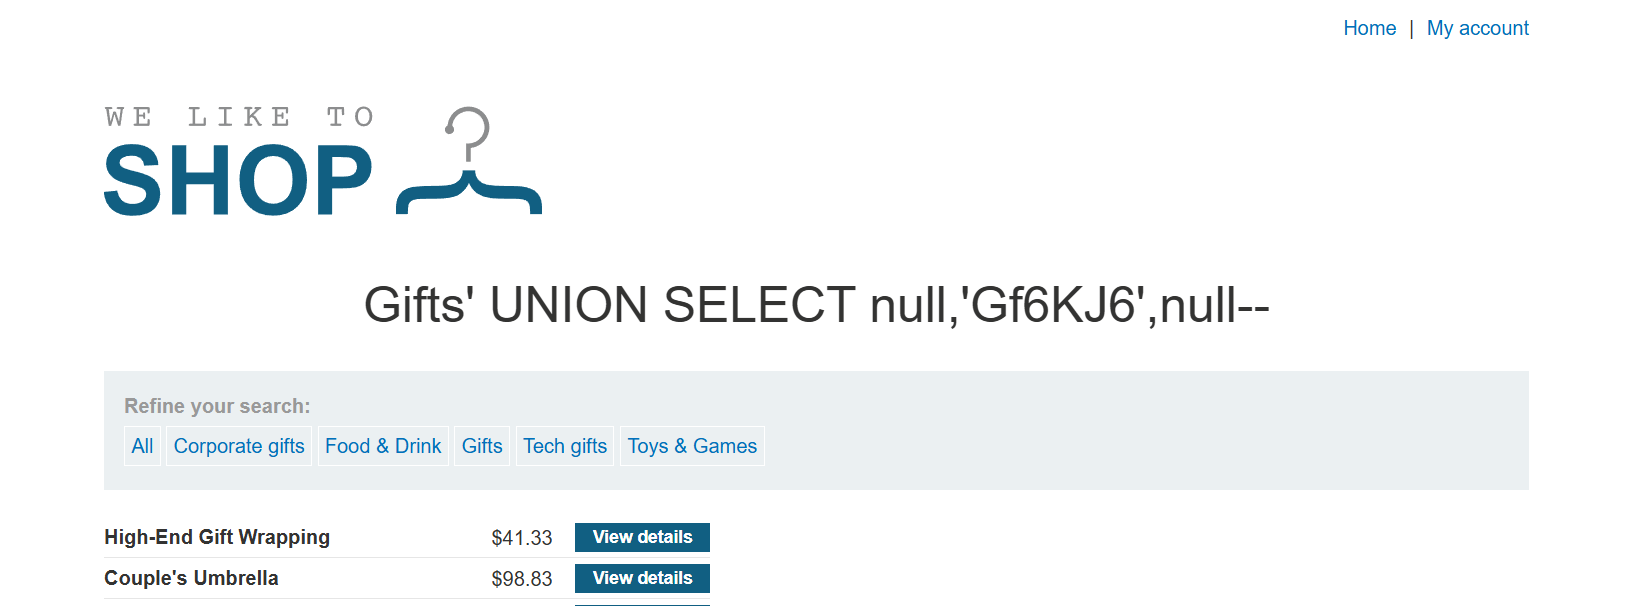 Home | My account
WE LIKE TO
SHOP
Gifts' UNION SELECT null,'Gf6KJ6',null--
Refine your search:
All Corporate gifts Food & Drink Gifts Tech gifts Toys & Games
High-End Gift Wrapping $41.33 View details
Couple's Umbrella $98.83 View details